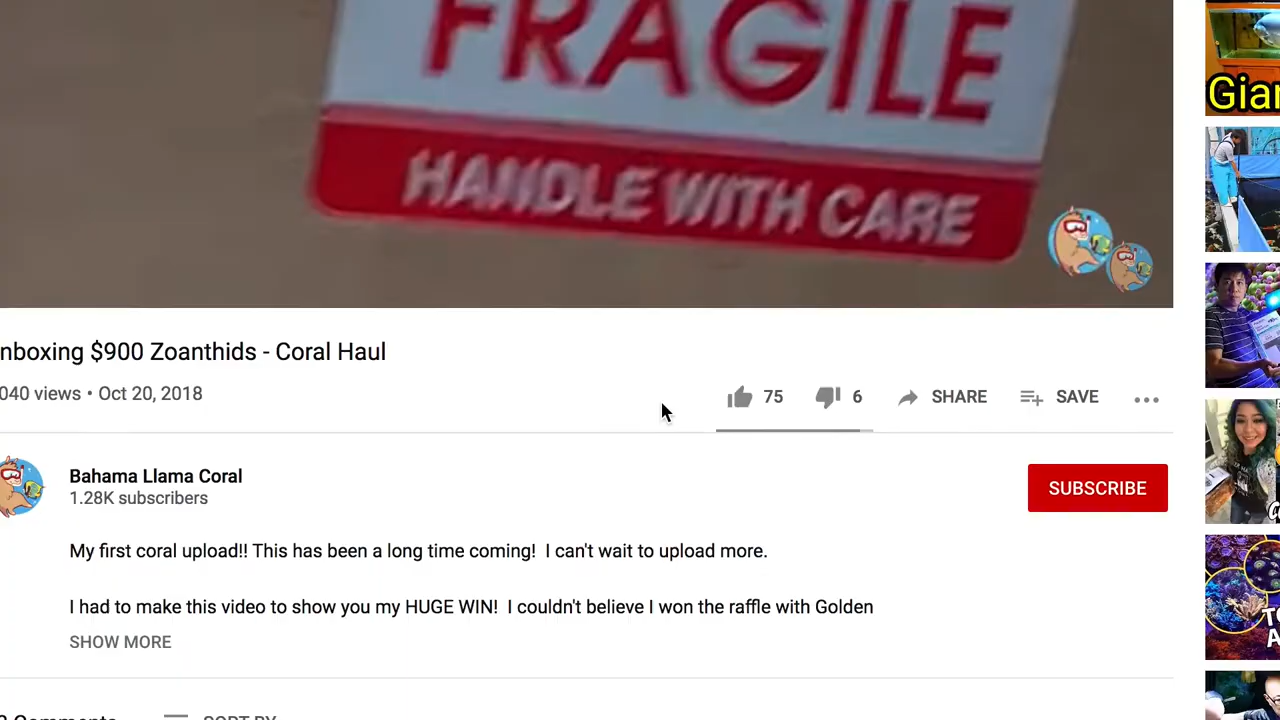 FRAGILE
HANDLE WITH CARE
Gian
nboxing $900 Zoanthids - Coral Haul
040 views • Oct 20, 2018
75
6
SHARE
SAVE
Bahama Llama Coral
1.28K subscribers
SUBSCRIBE
My first coral upload!! This has been a long time coming! I can't wait to upload more.
I had to make this video to show you my HUGE WIN! I couldn't believe I won the raffle with Golden
SHOW MORE
Comments
SORT BY